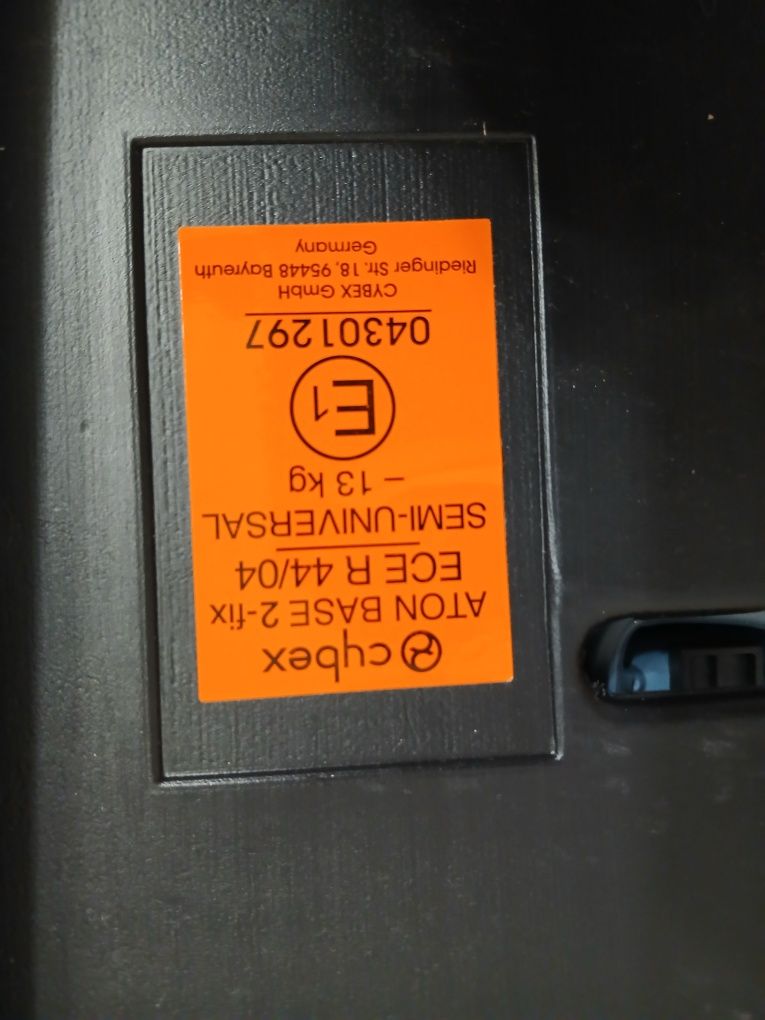 cybex
ATON BASE 2-fix
ECE R 44/04
SEMI-UNIVERSAL
– 13 kg
E1
04301297
CYBEX GmbH
Riedinger Str. 18, 95448 Bayreuth
Germany